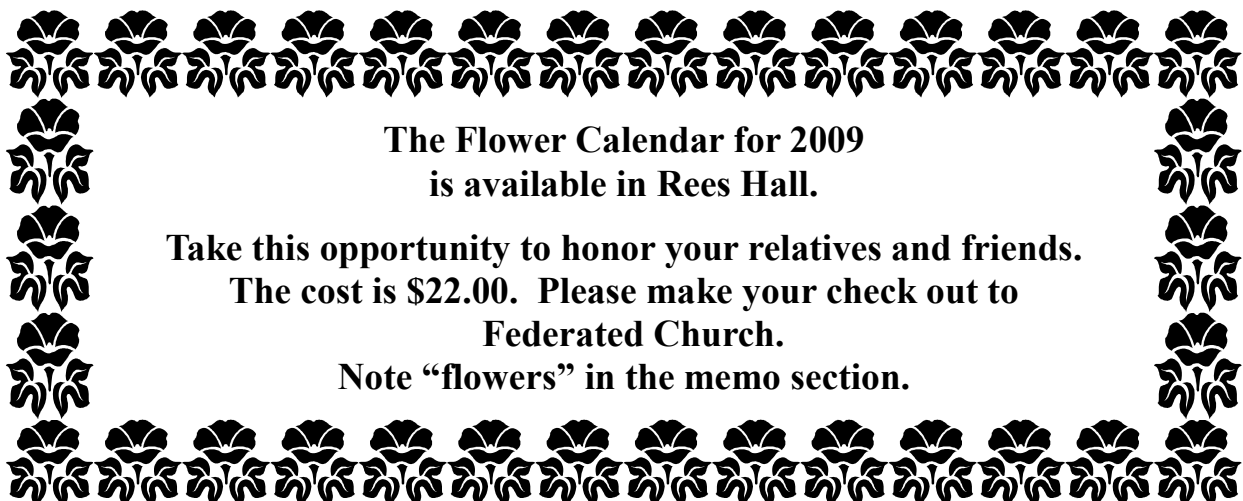 The Flower Calendar for 2009
is available in Rees Hall.
Take this opportunity to honor your relatives and friends.
The cost is $22.00.  Please make your check out to
Federated Church.
Note “flowers” in the memo section.